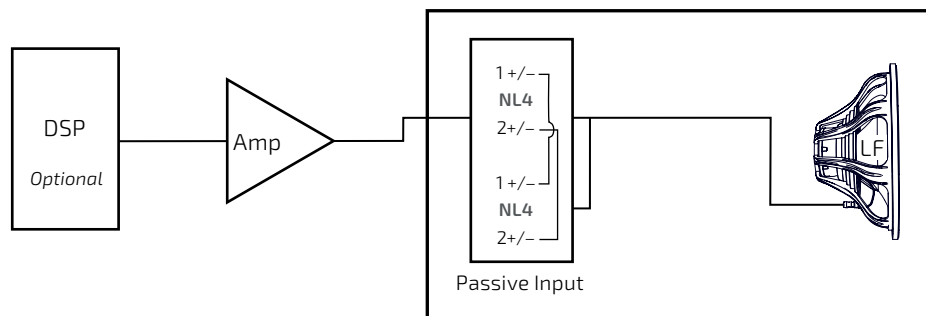 DSP
Optional
Amp
1 +/–
NL4
2+/–
1 +/–
NL4
2+/–
Passive Input
LF